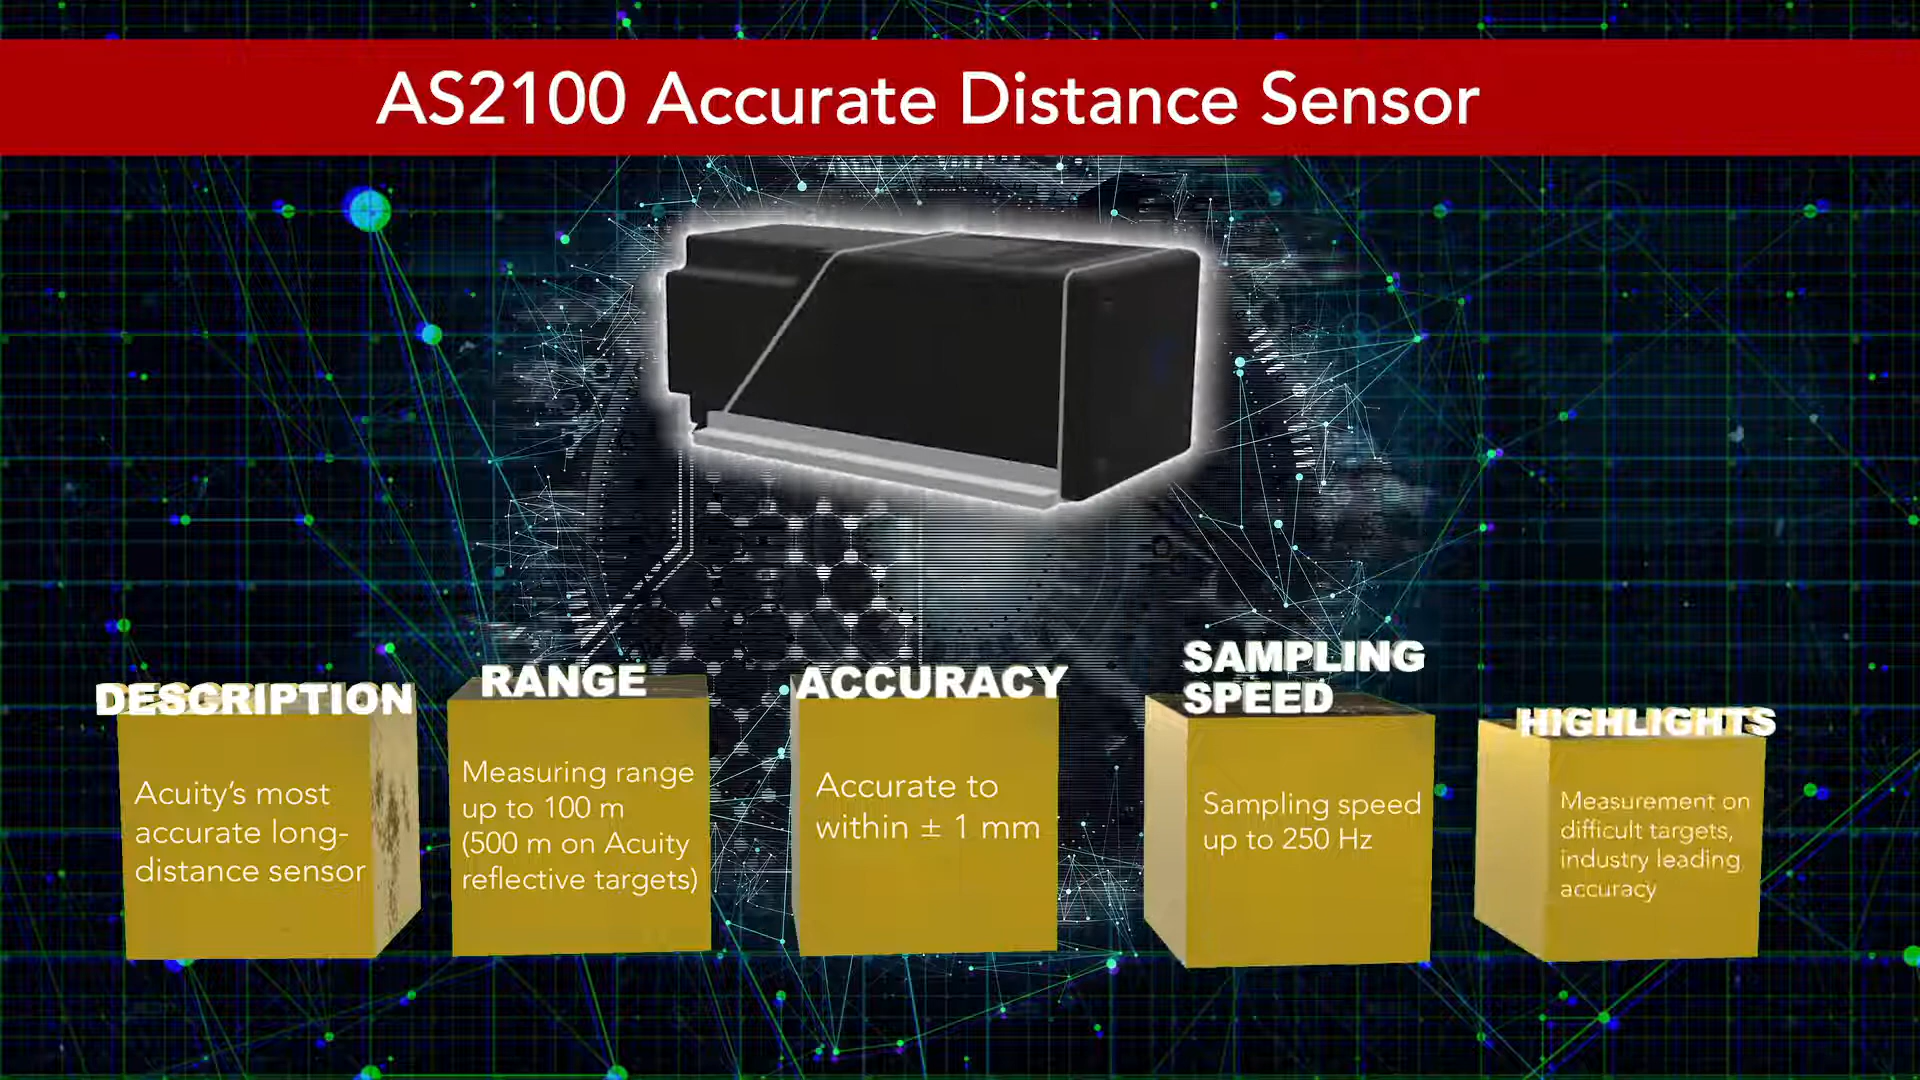 AS2100 Accurate Distance Sensor
DESCRIPTION
Acuity's most
accurate long-
distance sensor
RANGE
Measuring range
up to 100 m
(500 m on Acuity
reflective targets)
ACCURACY
Accurate to
within ± 1 mm
SAMPLING
SPEED
Sampling speed
up to 250 Hz
HIGHLIGHTS
Measurement on
difficult targets,
industry leading
accuracy